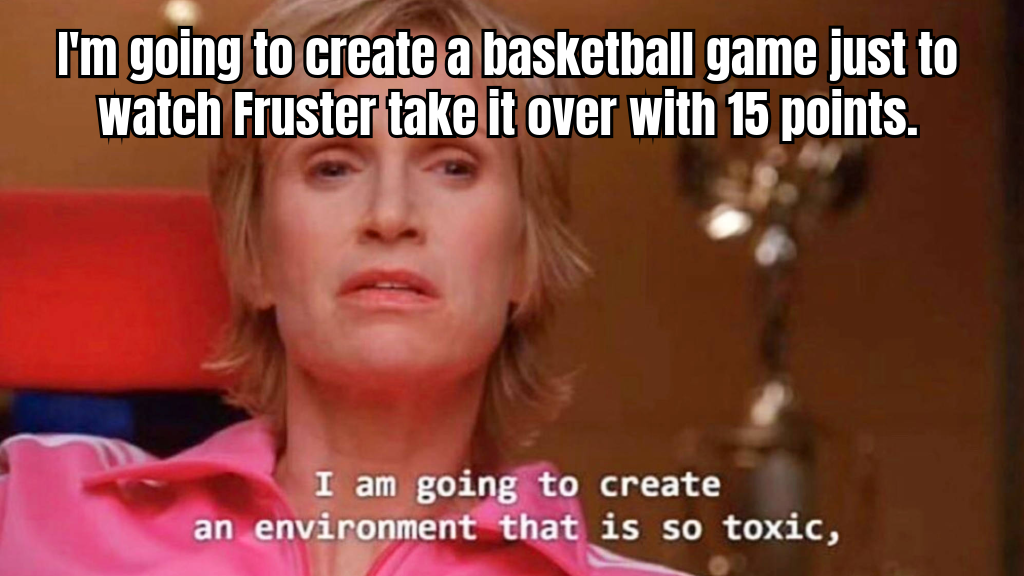 I'm going to create a basketball game just to
watch Fruster take it over with 15 points.
I am going to create
an environment that is so toxic,